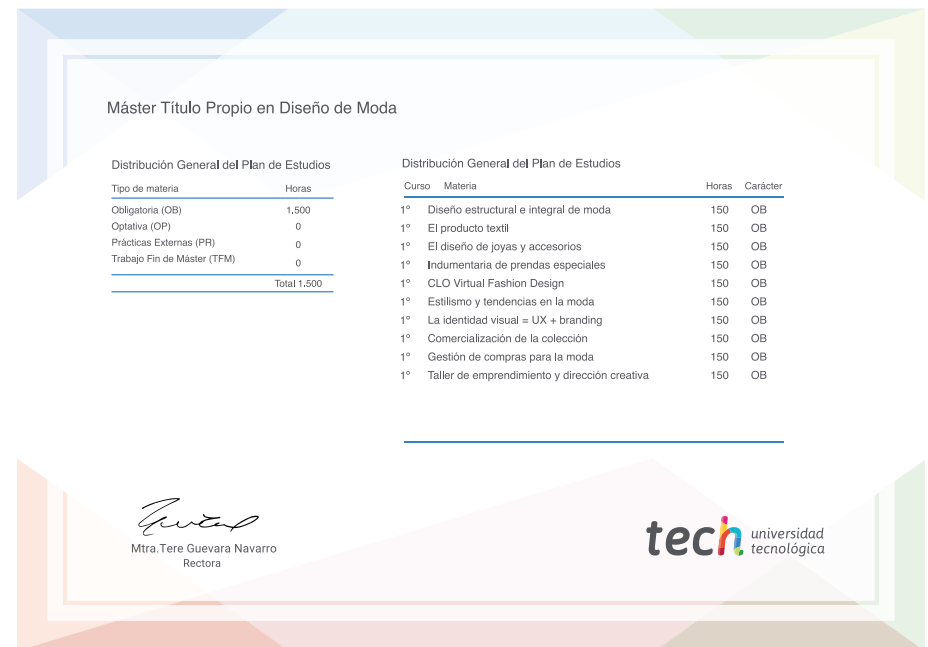 Máster Título Propio en Diseño de Moda
Distribución General del Plan de Estudios
Tipo de materia Horas
Obligatoria (OB) 1,500
Optativa (OP) 0
Prácticas Externas (PR) 0
Trabajo Fin de Máster (TFM) 0
Total 1.500
Distribución General del Plan de Estudios
Curso Materia Horas Carácter
1º Diseño estructural e integral de moda 150 OB
1º El producto textil 150 OB
1º El diseño de joyas y accesorios 150 OB
1º Indumentaria de prendas especiales 150 OB
1º CLO Virtual Fashion Design 150 OB
1º Estilismo y tendencias en la moda 150 OB
1º La identidad visual = UX + branding 150 OB
1º Comercialización de la colección 150 OB
1º Gestión de compras para la moda 150 OB
1º Taller de emprendimiento y dirección creativa 150 OB
Mtra.Tere Guevara Navarro
Rectora
tech universidad
tecnológica